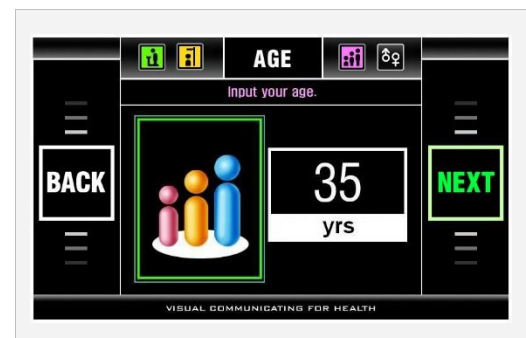 AGE
Input your age.
BACK
35
yrs
NEXT
VISUAL COMMUNICATING FOR HEALTH